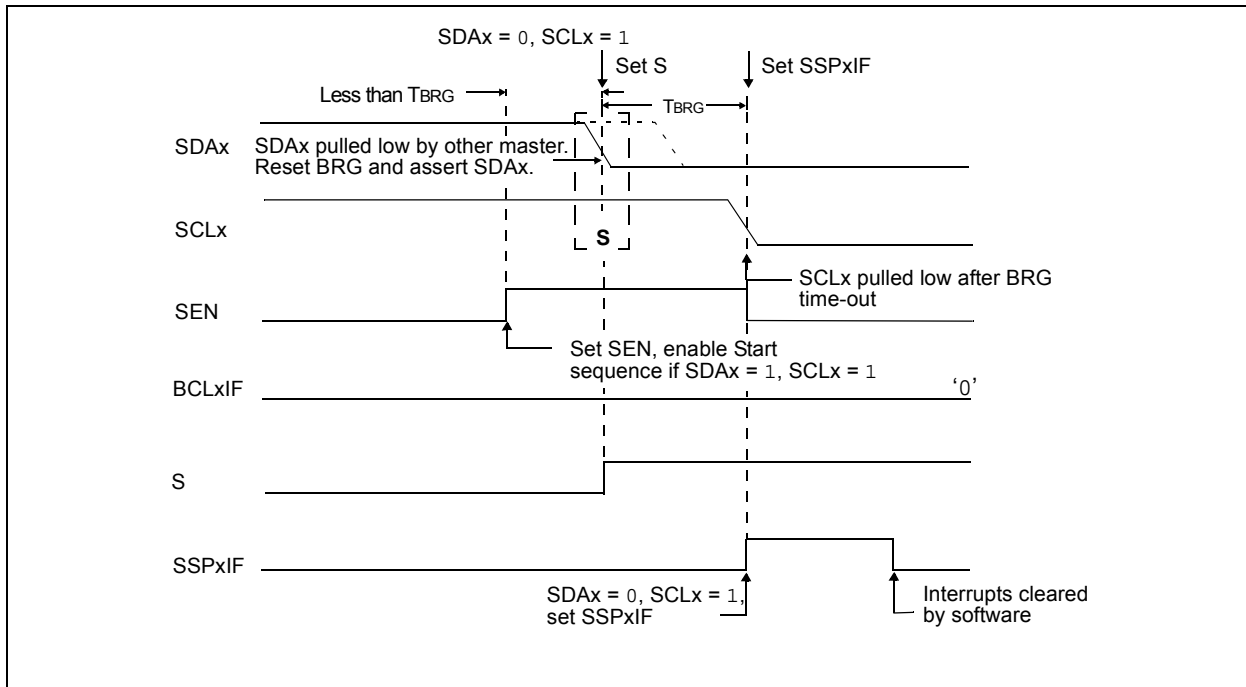 SDAx = 0, SCLx = 1
Set S
Set SSPxIF
Less than TBRG
TBRG
SDAx
SDAx pulled low by other master.
Reset BRG and assert SDAx.
SCLx
S
SCLx pulled low after BRG
time-out
SEN
Set SEN, enable Start
sequence if SDAx = 1, SCLx = 1
BCLxIF
‘0’
S
SSPxIF
SDAx = 0, SCLx = 1,
set SSPxIF
Interrupts cleared
by software